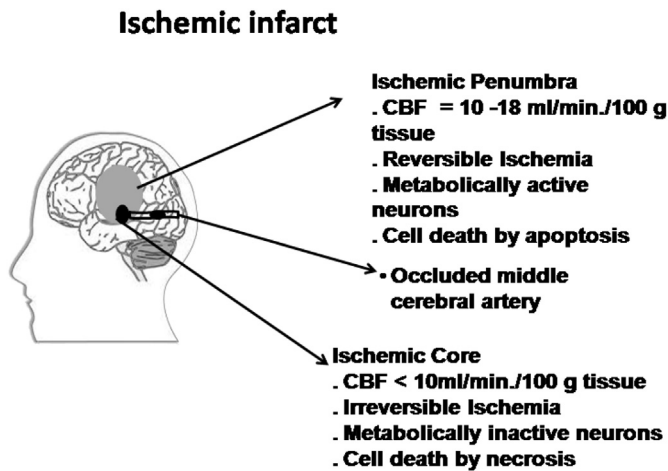 Ischemic infarct
Ischemic Penumbra
. CBF = 10 -18 ml/min./100 g
tissue
. Reversible Ischemia
. Metabolically active
neurons
. Cell death by apoptosis
• Occluded middle
cerebral artery
Ischemic Core
. CBF < 10ml/min./100 g tissue
. Irreversible Ischemia
. Metabolically inactive neurons
. Cell death by necrosis